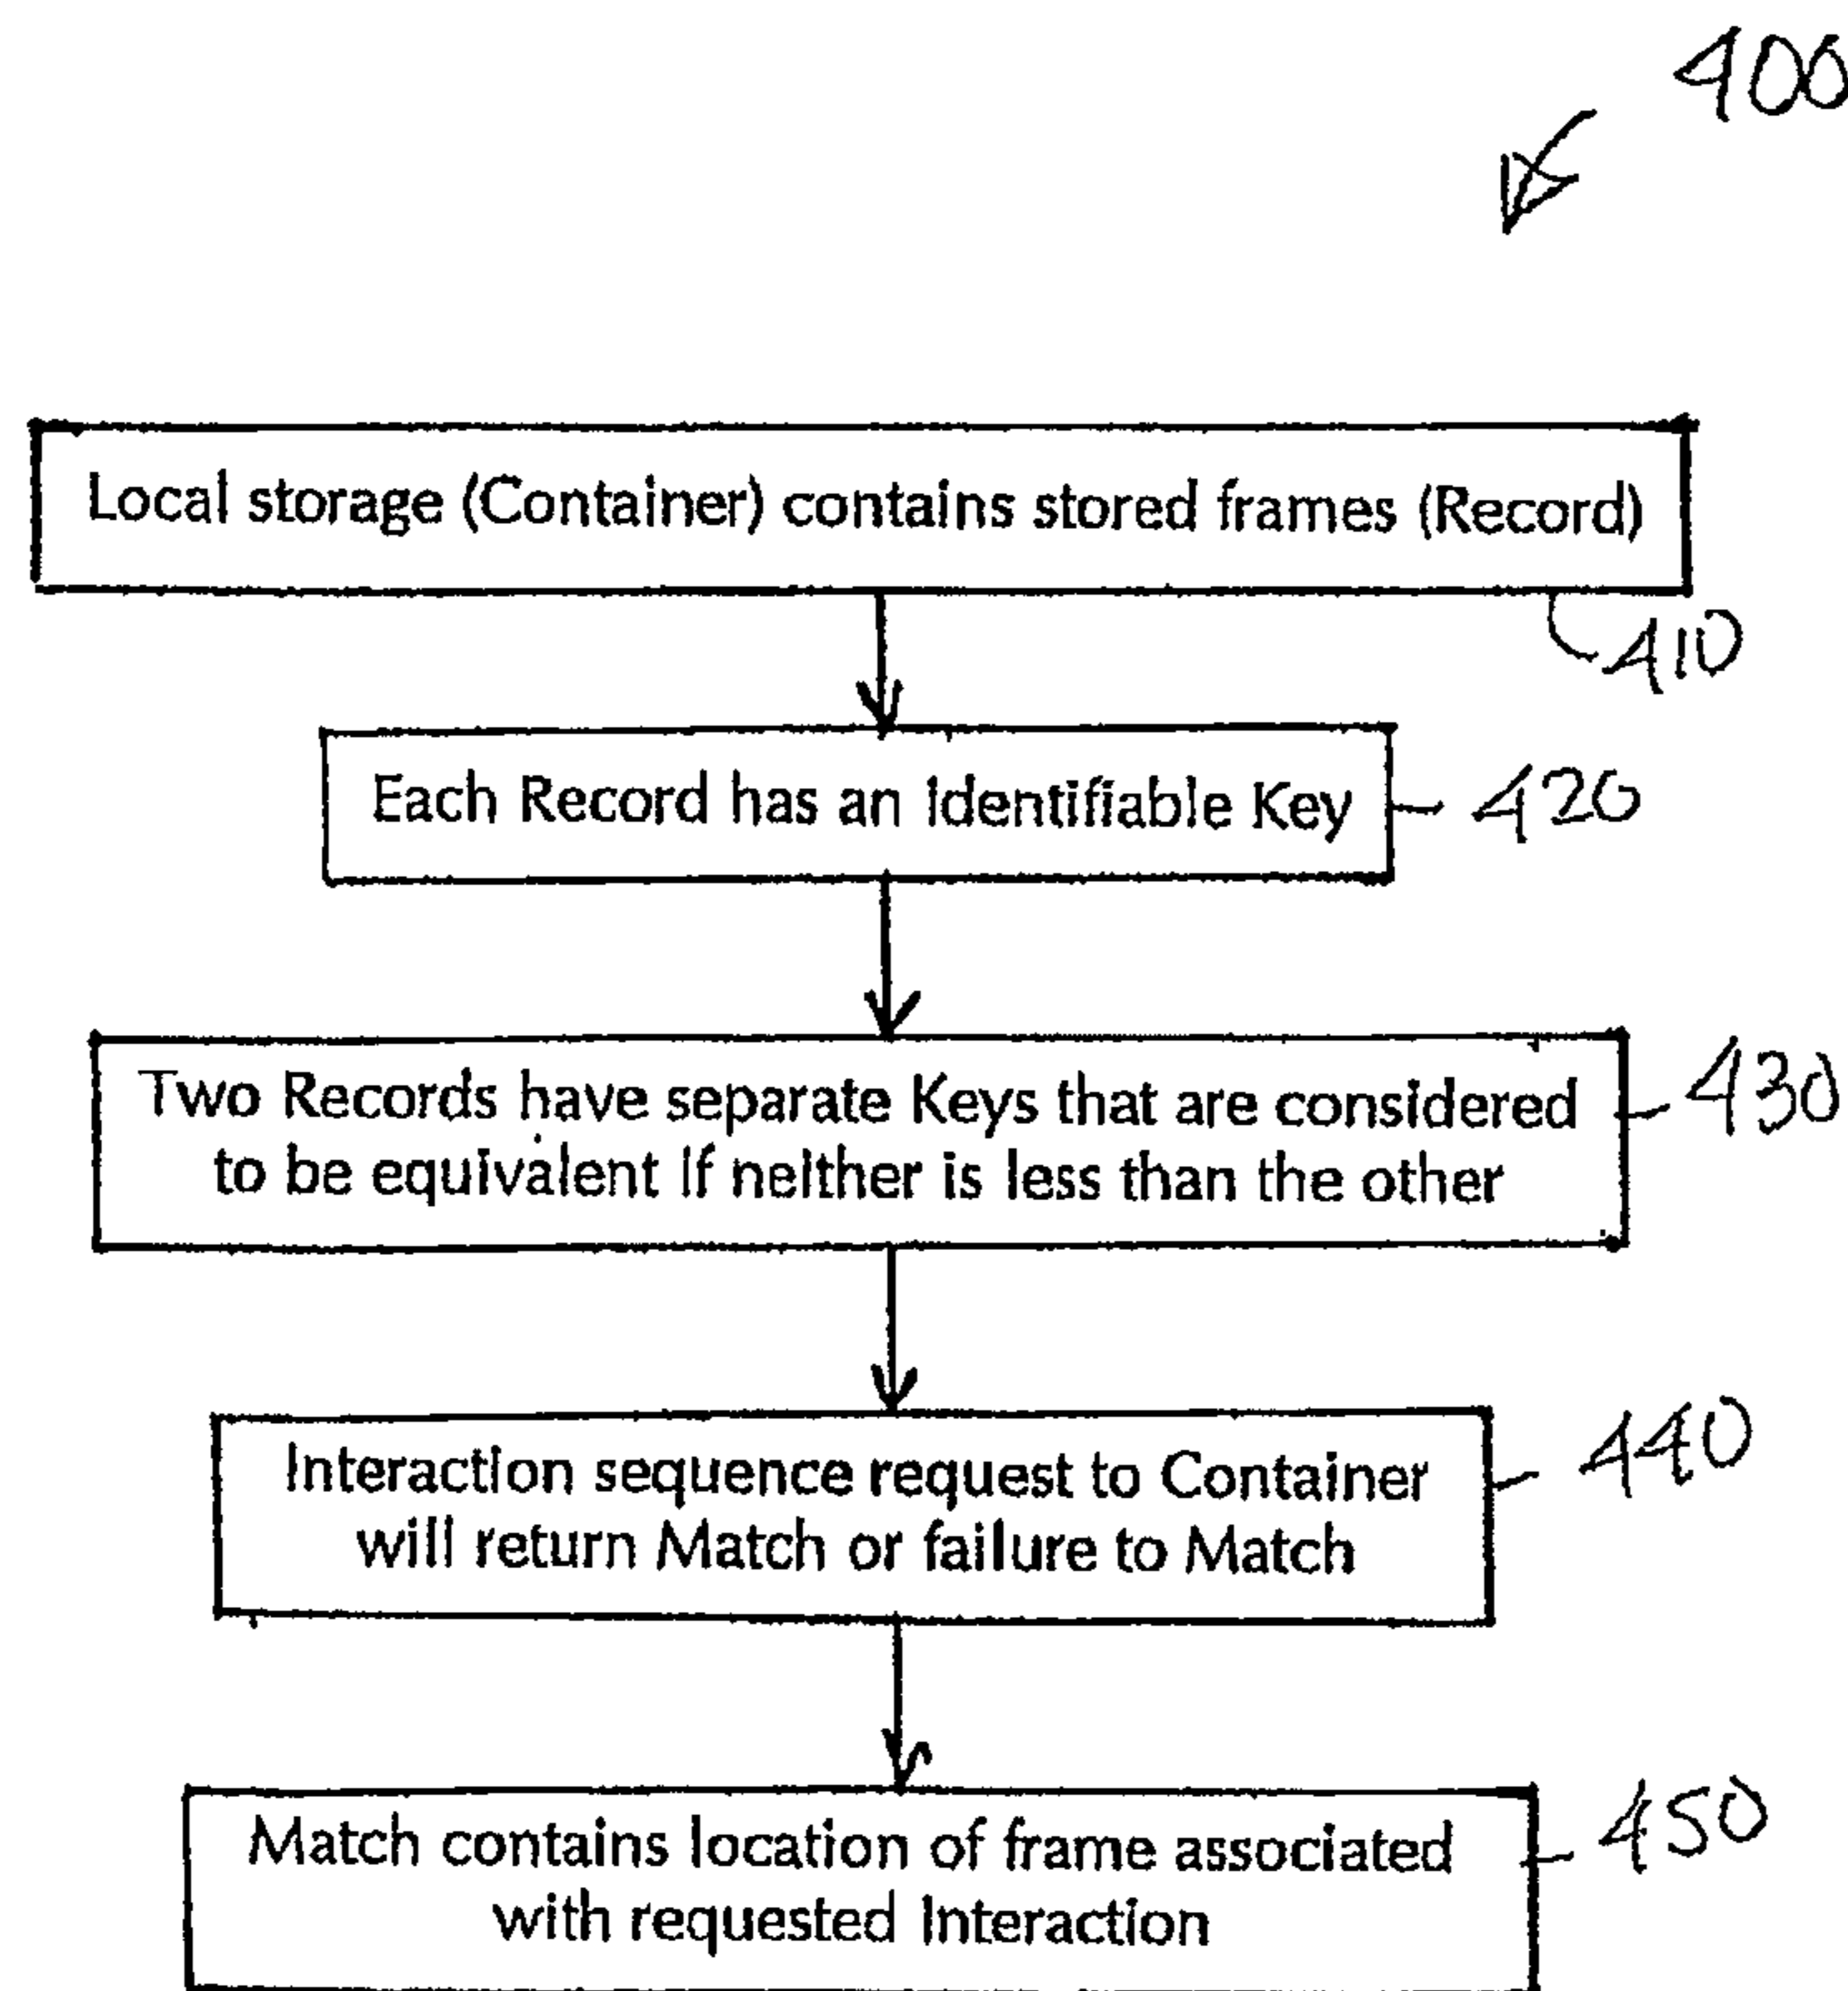 400
Local storage (Container) contains stored frames (Record)
410
Each Record has an Identifiable Key
420
Two Records have separate Keys that are considered
to be equivalent If neither is less than the other
430
Interaction sequence request to Container
will return Match or failure to Match
440
Match contains location of frame associated
with requested Interaction
450